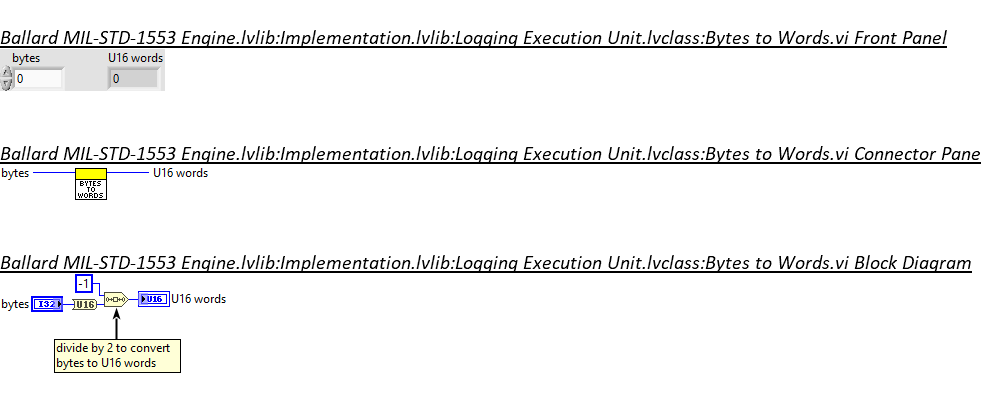 Ballard MIL-STD-1553 Engine.lvlib:Implementation.lvlib:Logging Execution Unit.lvclass:Bytes to Words.vi Front Panel
bytes U16 words
0 0
Ballard MIL-STD-1553 Engine.lvlib:Implementation.lvlib:Logging Execution Unit.lvclass:Bytes to Words.vi Connector Pane
bytes U16 words
BYTES
TO
WORDS
Ballard MIL-STD-1553 Engine.lvlib:Implementation.lvlib:Logging Execution Unit.lvclass:Bytes to Words.vi Block Diagram
-1
bytes I32 U16 U16 U16 words
divide by 2 to convert
bytes to U16 words